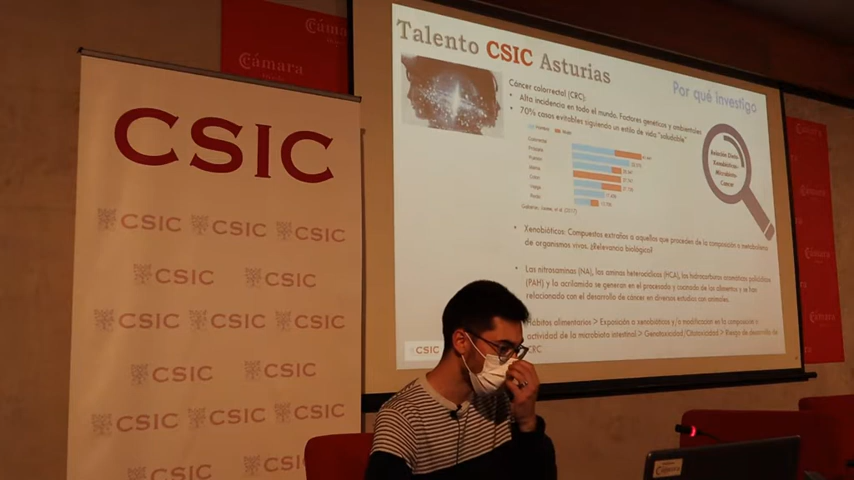 Cámara
Cámara
CSIC
CSIC CSIC CSIC
CSIC CSIC
CSIC CSIC CSIC
CSIC CSIC
CSIC CSIC CSIC
CSIC CSIC
Talento CSIC Asturias
Por qué investigo
Cáncer colorrectal (CRC):
• Alta incidencia en todo el mundo. Factores genéticos y ambientales
• 70% casos evitables siguiendo un estilo de vida "saludable"
Relación Dieta-
Xenobióticos-
Microbiota-
Cáncer
• Xenobióticos: Compuestos extraños a aquellos que proceden de la composición o metabolismo
de organismos vivos. ¿Relevancia biológica?
• Las nitrosaminas (NA), las aminas heterocíclicas (HCA), los hidrocarburos aromáticos policíclicos
(PAH) y la acrilamida se generan en el procesado y cocinado de los alimentos y se han
relacionado con el desarrollo de cáncer en diversos estudios con animales.
Hábitos alimentarios > Exposición a xenobióticos y/o modificación en la composición o
actividad de la microbiota intestinal > Genotoxicidad/Citotoxicidad > Riesgo de desarrollo de
CRC
CSIC
Cámara
Cámara
Cámara
Cámara